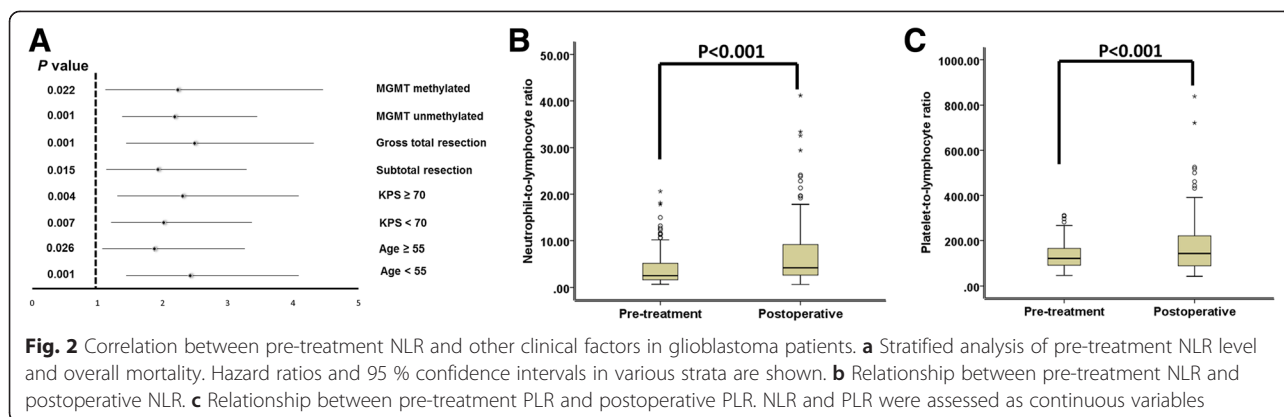 A
P value
0.022 MGMT methylated
0.001 MGMT unmethylated
0.001 Gross total resection
0.015 Subtotal resection
0.004 KPS ≥ 70
0.007 KPS < 70
0.026 Age ≥ 55
0.001 Age < 55
0 1 2 3 4 5
B
P<0.001
Neutrophil-to-lymphocyte ratio
50.00
40.00
30.00
20.00
10.00
.00
Pre-treatment Postoperative
C
P<0.001
Platelet-to-lymphocyte ratio
1000.00
800.00
600.00
400.00
200.00
.00
Pre-treatment Postoperative
Fig. 2 Correlation between pre-treatment NLR and other clinical factors in glioblastoma patients. a Stratified analysis of pre-treatment NLR level
and overall mortality. Hazard ratios and 95 % confidence intervals in various strata are shown. b Relationship between pre-treatment NLR and
postoperative NLR. c Relationship between pre-treatment PLR and postoperative PLR. NLR and PLR were assessed as continuous variables